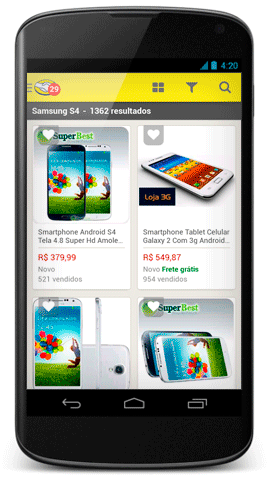 4:20
29
Samsung S4 - 1362 resultados
SuperBest
Loja 3G
Smartphone Android S4
Tela 4.8 Super Hd Amole...
R$ 379,99
Novo
521 vendidos
Smartphone Tablet Celular
Galaxy 2 Com 3g Android...
R$ 549,87
Novo Frete grátis
954 vendidos
SuperBest